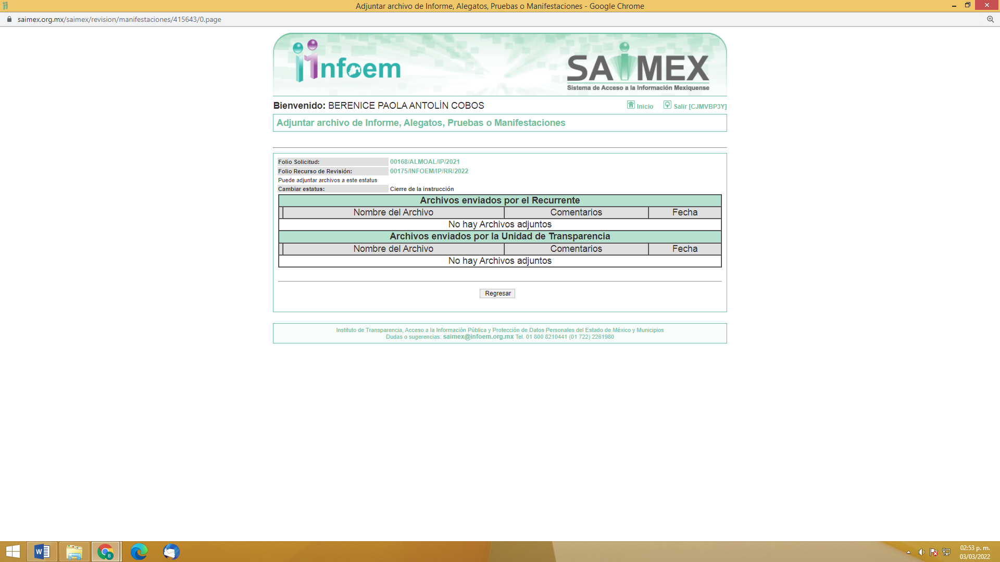 Adjuntar archivo de Informe, Alegatos, Pruebas o Manifestaciones - Google Chrome
saimex.org.mx/saimex/revision/manifestaciones/415643/0.page
infoem
SAIMEX
Sistema de Acceso a la Información Mexiquense
Bienvenido: BERENICE PAOLA ANTOLÍN COBOS
Inicio
Salir [CJMVBP3Y]
Adjuntar archivo de Informe, Alegatos, Pruebas o Manifestaciones
Folio Solicitud: 00168/ALMOAL/IP/2021
Folio Recurso de Revisión: 00175/INFOEM/IP/RR/2022
Puede adjuntar archivos a este estatus
Cambiar estatus: Cierre de la instrucción
Archivos enviados por el Recurrente
Nombre del Archivo Comentarios Fecha
No hay Archivos adjuntos
Archivos enviados por la Unidad de Transparencia
Nombre del Archivo Comentarios Fecha
No hay Archivos adjuntos
Regresar
Instituto de Transparencia, Acceso a la Información Pública y Protección de Datos Personales del Estado de México y Municipios
Dudas o sugerencias: saimex@infoem.org.mx Tel. 01 800 8210441 (01 722) 2261980
W
B
02:53 p. m.
03/03/2022